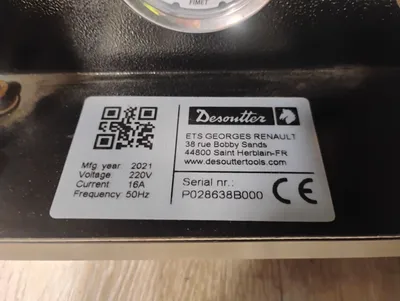 FIMET
Desoutter
ETS GEORGES RENAULT
38 rue Bobby Sands
44800 Saint Herblain-FR
www.desouttertools.com
Mfg. year: 2021
Voltage: 220V
Current: 16A
Frequency: 50Hz
Serial nr.:
P028638B000
CE